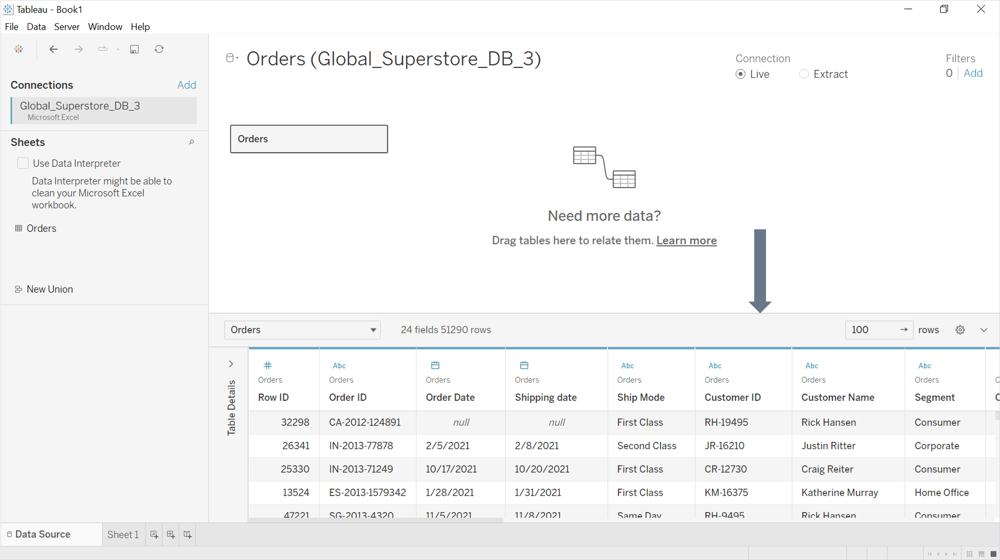 Tableau - Book1
File Data Server Window Help
Connections Add
Global_Superstore_DB_3
Microsoft Excel
Sheets
Use Data Interpreter
Data Interpreter might be able to
clean your Microsoft Excel
workbook.
Orders
New Union
Orders (Global_Superstore_DB_3)
Connection
Live Extract
Filters
0 Add
Orders
Need more data?
Drag tables here to relate them. Learn more
Orders 24 fields 51290 rows 100 rows
Table Details
# Abc Abc Abc Abc Abc
Orders Orders Orders Orders Orders Orders Orders Orders
Row ID Order ID Order Date Shipping date Ship Mode Customer ID Customer Name Segment
32298 CA-2012-124891 null null First Class RH-19495 Rick Hansen Consumer
26341 IN-2013-77878 2/5/2021 2/8/2021 Second Class JR-16210 Justin Ritter Corporate
25330 IN-2013-71249 10/17/2021 10/20/2021 First Class CR-12730 Craig Reiter Consumer
13524 ES-2013-1579342 1/28/2021 1/31/2021 First Class KM-16375 Katherine Murray Home Office
47221 SG-2013-4320 11/5/2021 11/8/2021 Same Day RH-9495 Rick Hansen Consumer
Data Source Sheet 1